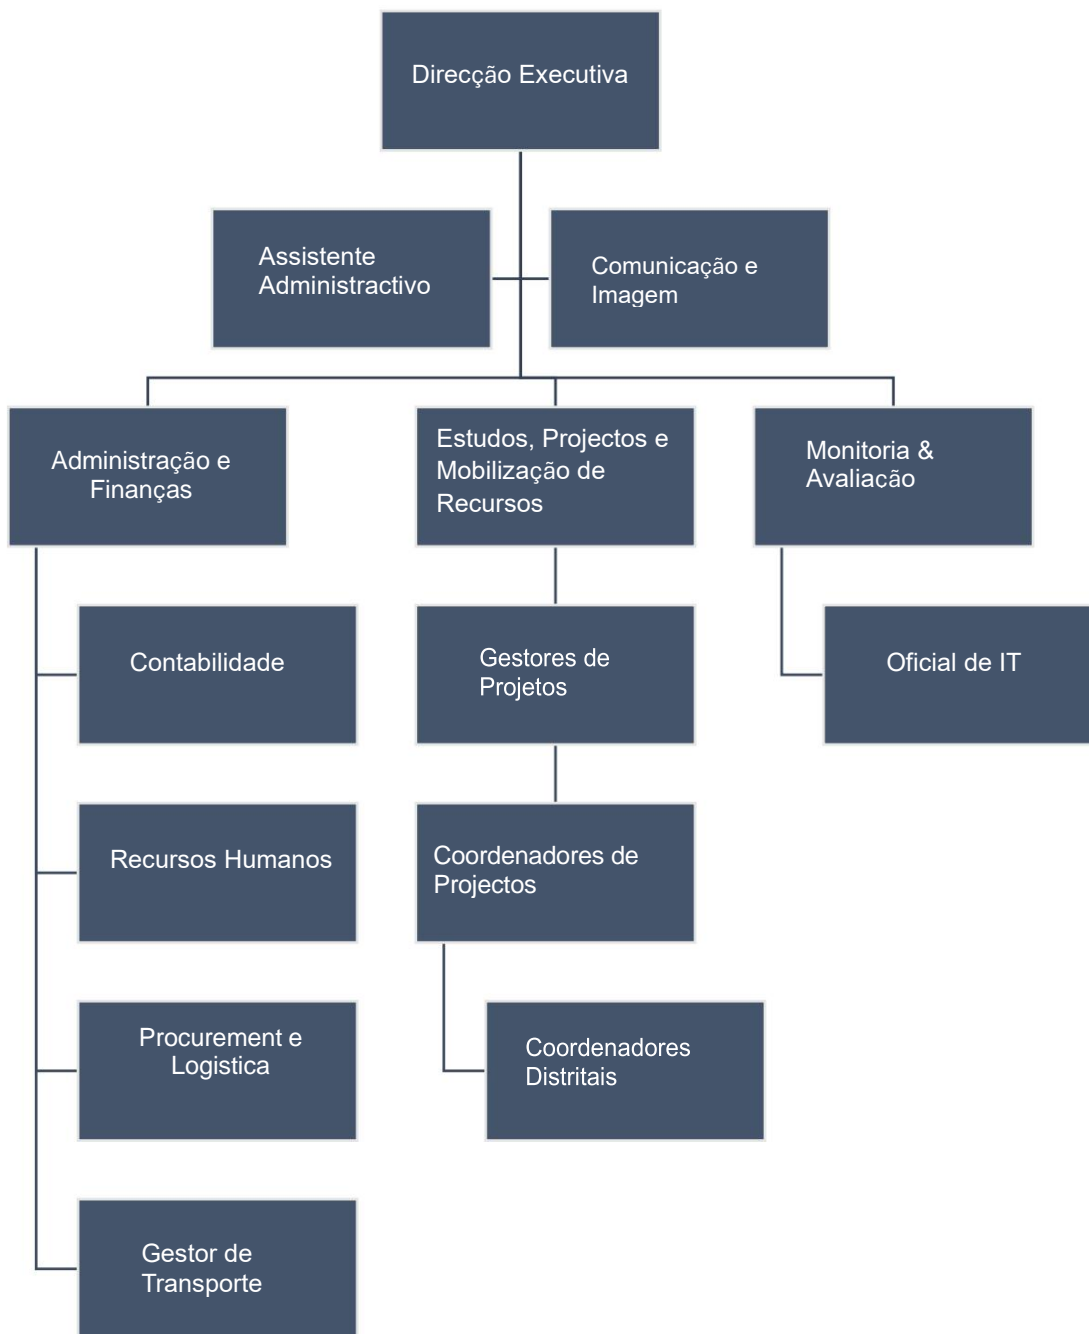 Direcção Executiva
Assistente
Administractivo
Comunicação e
Imagem
Administração e
Finanças
Estudos, Projectos e
Mobilização de
Recursos
Monitoria &
Avaliacão
Contabilidade
Gestores de
Projetos
Oficial de IT
Recursos Humanos
Coordenadores de
Projectos
Procurement e
Logistica
Coordenadores
Distritais
Gestor de
Transporte